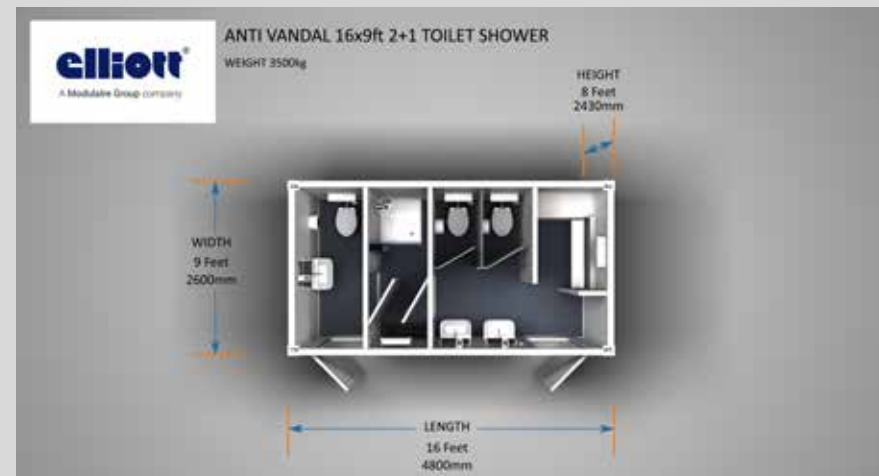 elliott®
A Modulaire Group company
ANTI VANDAL 16x9ft 2+1 TOILET SHOWER
WEIGHT 3500kg
HEIGHT
8 Feet
2430mm
WIDTH
9 Feet
2600mm
LENGTH
16 Feet
4800mm